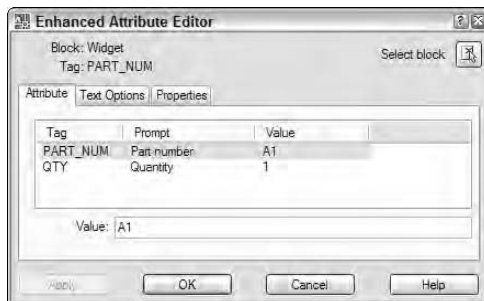 Enhanced Attribute Editor
Block: Widget
Tag: PART_NUM
Select block
Attribute Text Options Properties
Tag Prompt Value
PART_NUM Part number A1
QTY Quantity 1
Value: A1
Apply OK Cancel Help